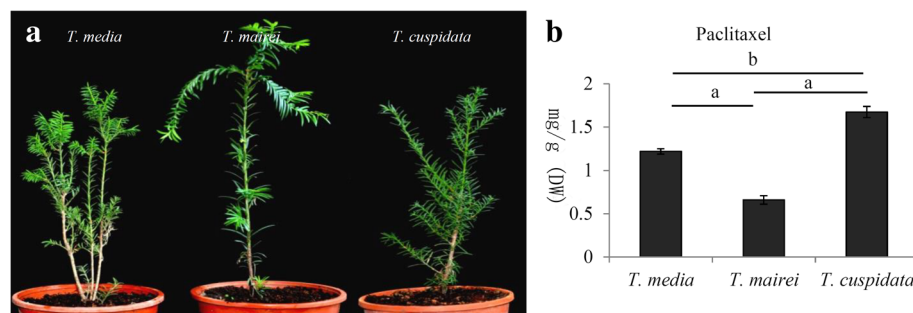 a
T. media
T. mairei
T. cuspidata
b
Paclitaxel
b
a
a
mg/g (DW)
2
1.5
1
0.5
0
T. media
T. mairei
T. cuspidata